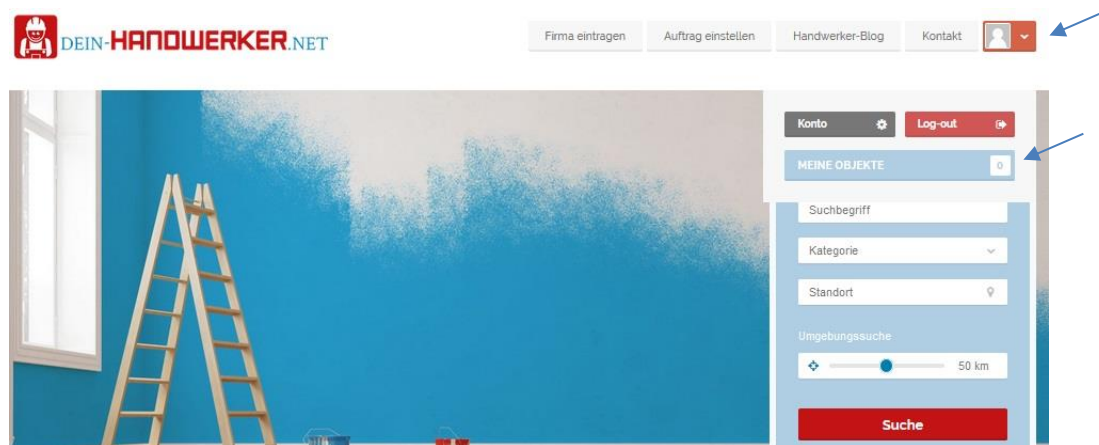 DEIN-HANDWERKER.NET
Firma eintragen
Auftrag einstellen
Handwerker-Blog
Kontakt
Konto
Log-out
MEINE OBJEKTE
0
Suchbegriff
Kategorie
Standort
Umgebungssuche
50 km
Suche